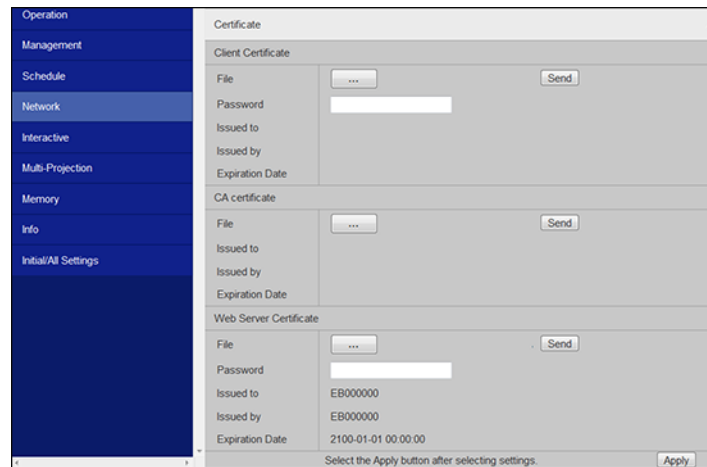 Operation
Management
Schedule
Network
Interactive
Multi-Projection
Memory
Info
Initial/All Settings
Certificate
Client Certificate
File ... Send
Password
Issued to
Issued by
Expiration Date
CA certificate
File ... Send
Issued to
Issued by
Expiration Date
Web Server Certificate
File ... . Send
Password
Issued to EB000000
Issued by EB000000
Expiration Date 2100-01-01 00:00:00
Select the Apply button after selecting settings. Apply